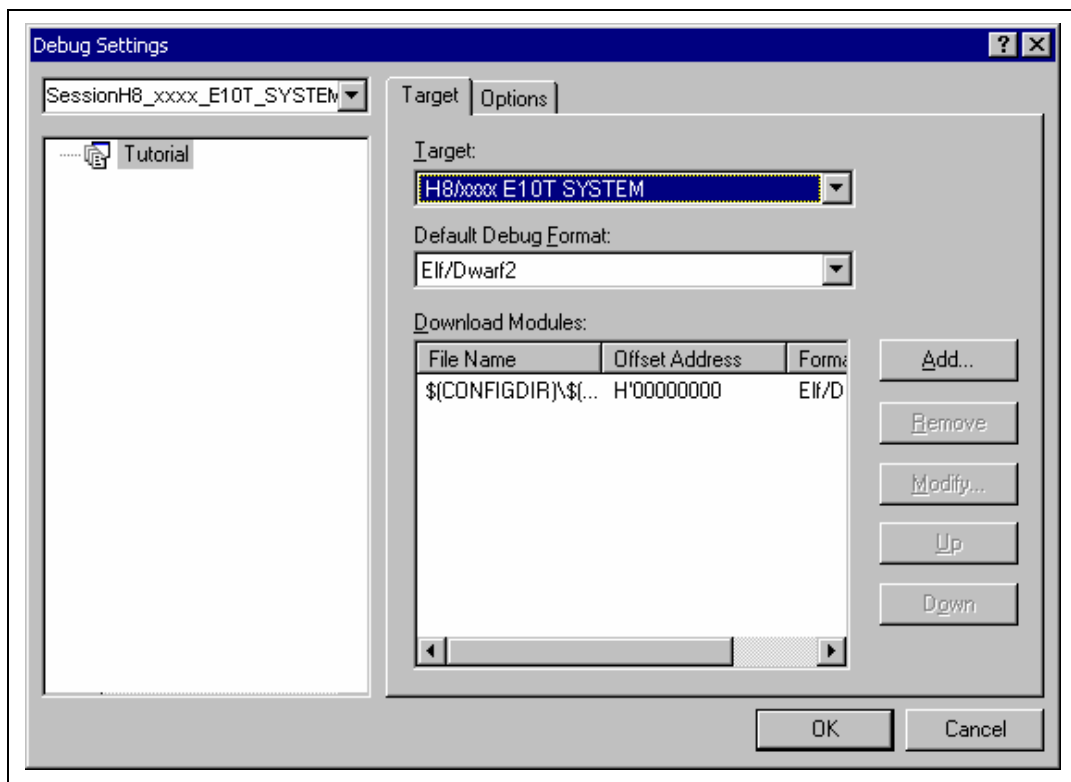 Debug Settings
SessionH8_xxxx_E10T_SYSTEM
Tutorial
Target
Options
Target:
H8/xxxx E10T SYSTEM
Default Debug Format:
Elf/Dwarf2
Download Modules:
File Name Offset Address Forma
$(CONFIGDIR)\$(... H'00000000 Elf/D
Add...
Remove
Modify...
Up
Down
OK
Cancel